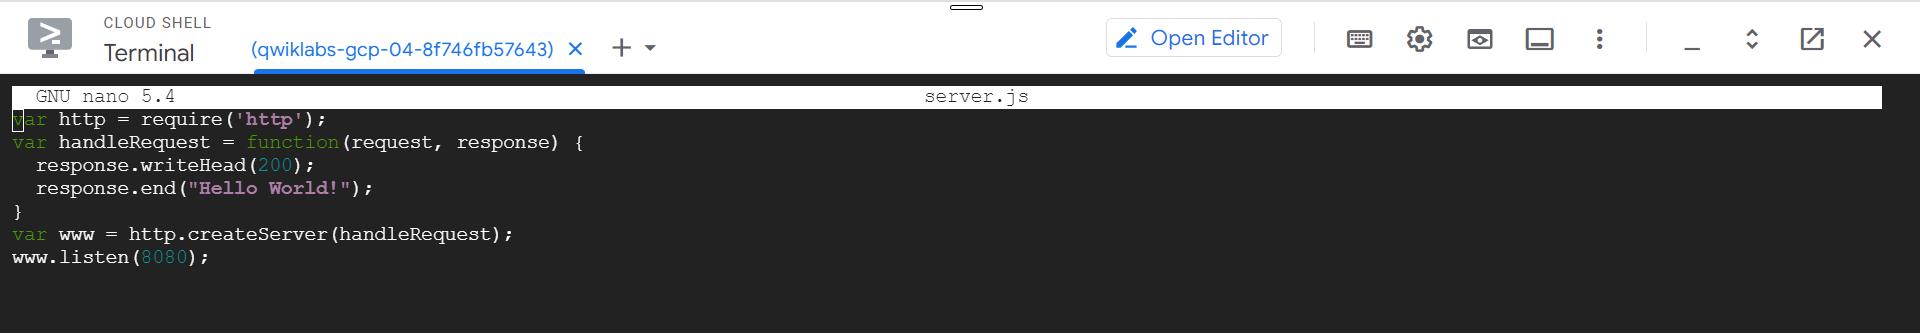 CLOUD SHELL
Terminal
(qwiklabs-gcp-04-8f746fb57643)
Open Editor
GNU nano 5.4 server.js
var http = require('http');
var handleRequest = function(request, response) {
  response.writeHead(200);
  response.end("Hello World!");
}
var www = http.createServer(handleRequest);
www.listen(8080);